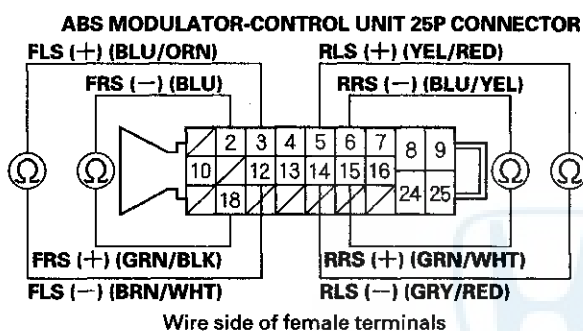 ABS MODULATOR-CONTROL UNIT 25P CONNECTOR
FLS (+) (BLU/ORN) RLS (+) (YEL/RED)
FRS (−) (BLU) RRS (−) (BLU/YEL)
2 3 4 5 6 7 8 9
Ω Ω 10 12 13 14 15 16 Ω Ω
18 24 25
FRS (+) (GRN/BLK) RRS (+) (GRN/WHT)
FLS (−) (BRN/WHT) RLS (−) (GRY/RED)
Wire side of female terminals